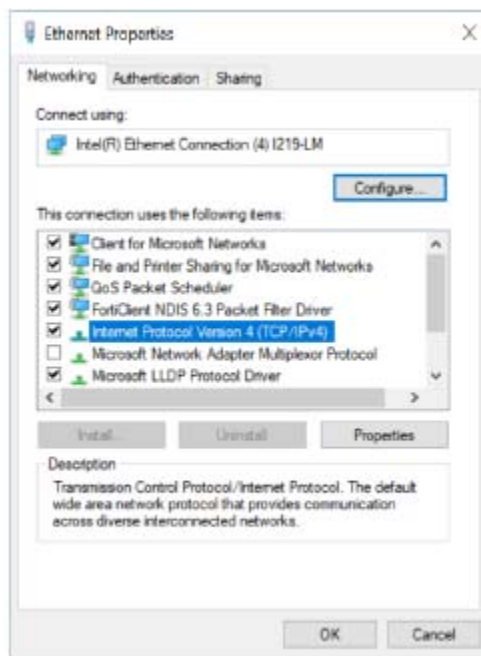 Ethernet Properties
Networking Authentication Sharing
Connect using:
Intel(R) Ethernet Connection (4) I219-LM
Configure...
This connection uses the following items:
Client for Microsoft Networks
File and Printer Sharing for Microsoft Networks
QoS Packet Scheduler
FortiClient NDIS 6.3 Packet Filter Driver
Internet Protocol Version 4 (TCP/IPv4)
Microsoft Network Adapter Multiplexor Protocol
Microsoft LLDP Protocol Driver
Install... Uninstall Properties
Description
Transmission Control Protocol/Internet Protocol. The default
wide area network protocol that provides communication
across diverse interconnected networks.
OK Cancel